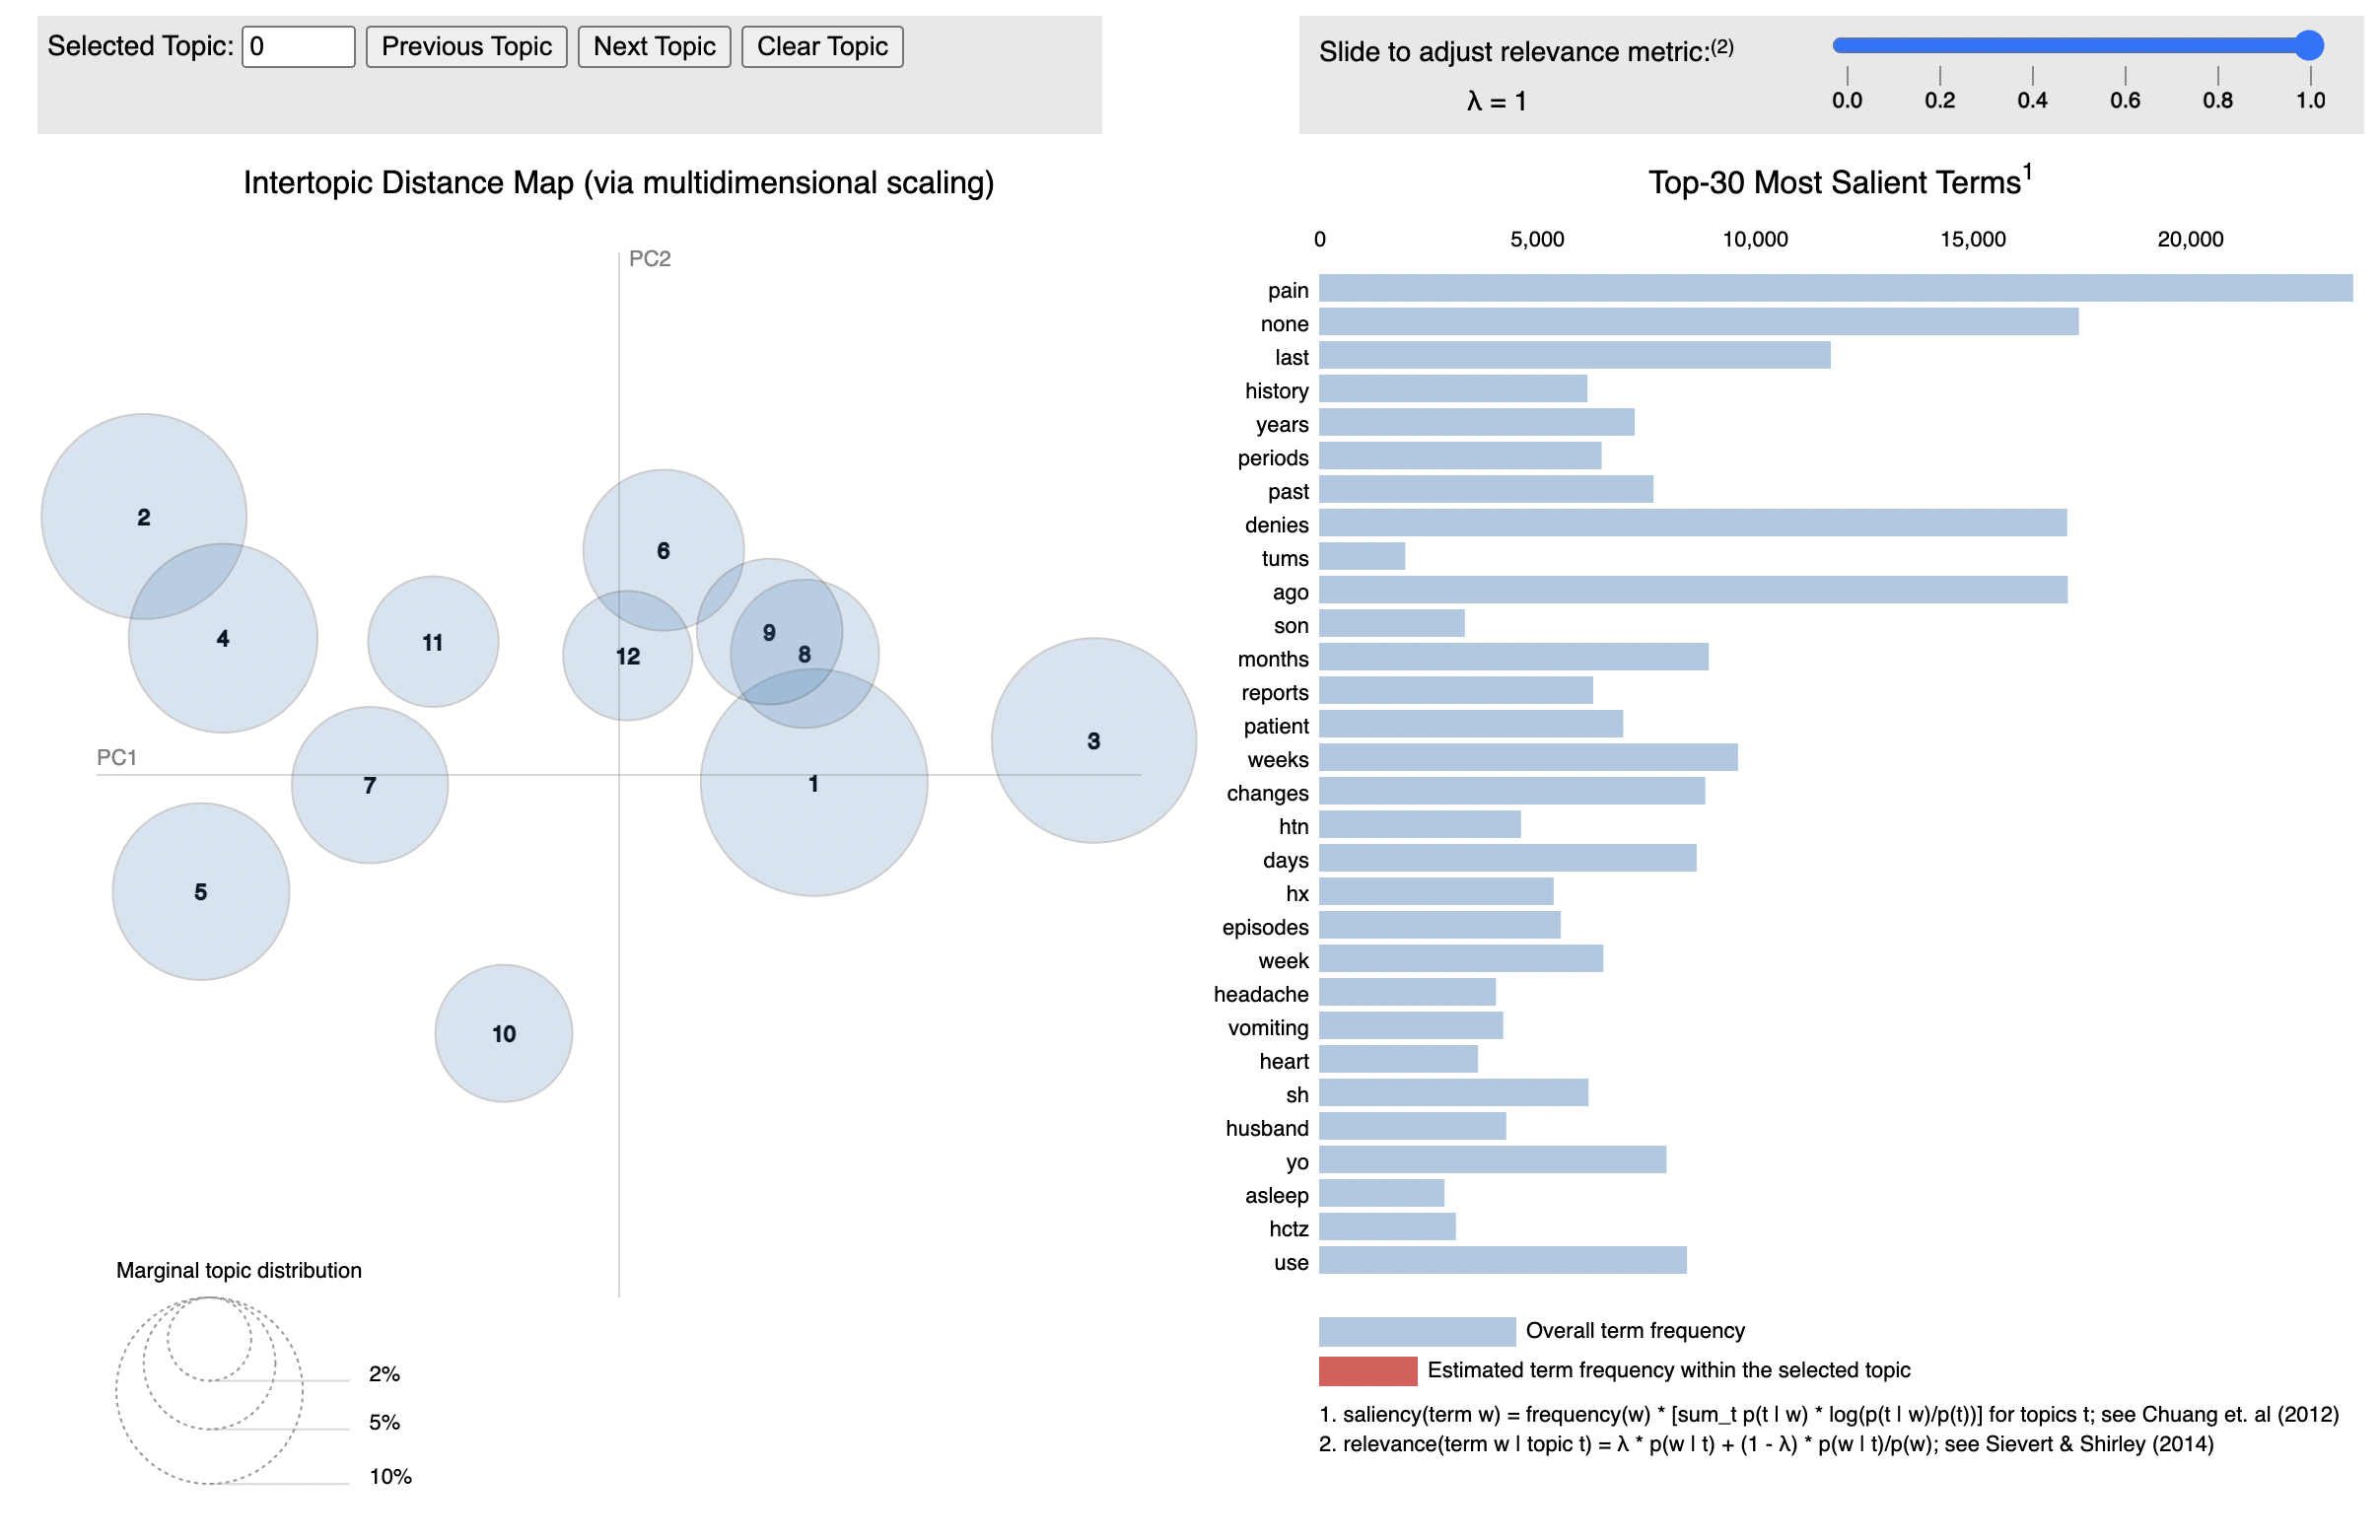 Selected Topic: 0 Previous Topic Next Topic Clear Topic
Slide to adjust relevance metric:(2)
λ = 1
0.0 0.2 0.4 0.6 0.8 1.0
Intertopic Distance Map (via multidimensional scaling)
PC2
PC1
2
6
9
4
11
12
8
3
1
7
5
10
Marginal topic distribution
2%
5%
10%
Top-30 Most Salient Terms1
0 5,000 10,000 15,000 20,000
pain
none
last
history
years
periods
past
denies
tums
ago
son
months
reports
patient
weeks
changes
htn
days
hx
episodes
week
headache
vomiting
heart
sh
husband
yo
asleep
hctz
use
Overall term frequency
Estimated term frequency within the selected topic
1. saliency(term w) = frequency(w) * [sum_t p(t | w) * log(p(t | w)/p(t))] for topics t; see Chuang et. al (2012)
2. relevance(term w | topic t) = λ * p(w | t) + (1 - λ) * p(w | t)/p(w); see Sievert & Shirley (2014)